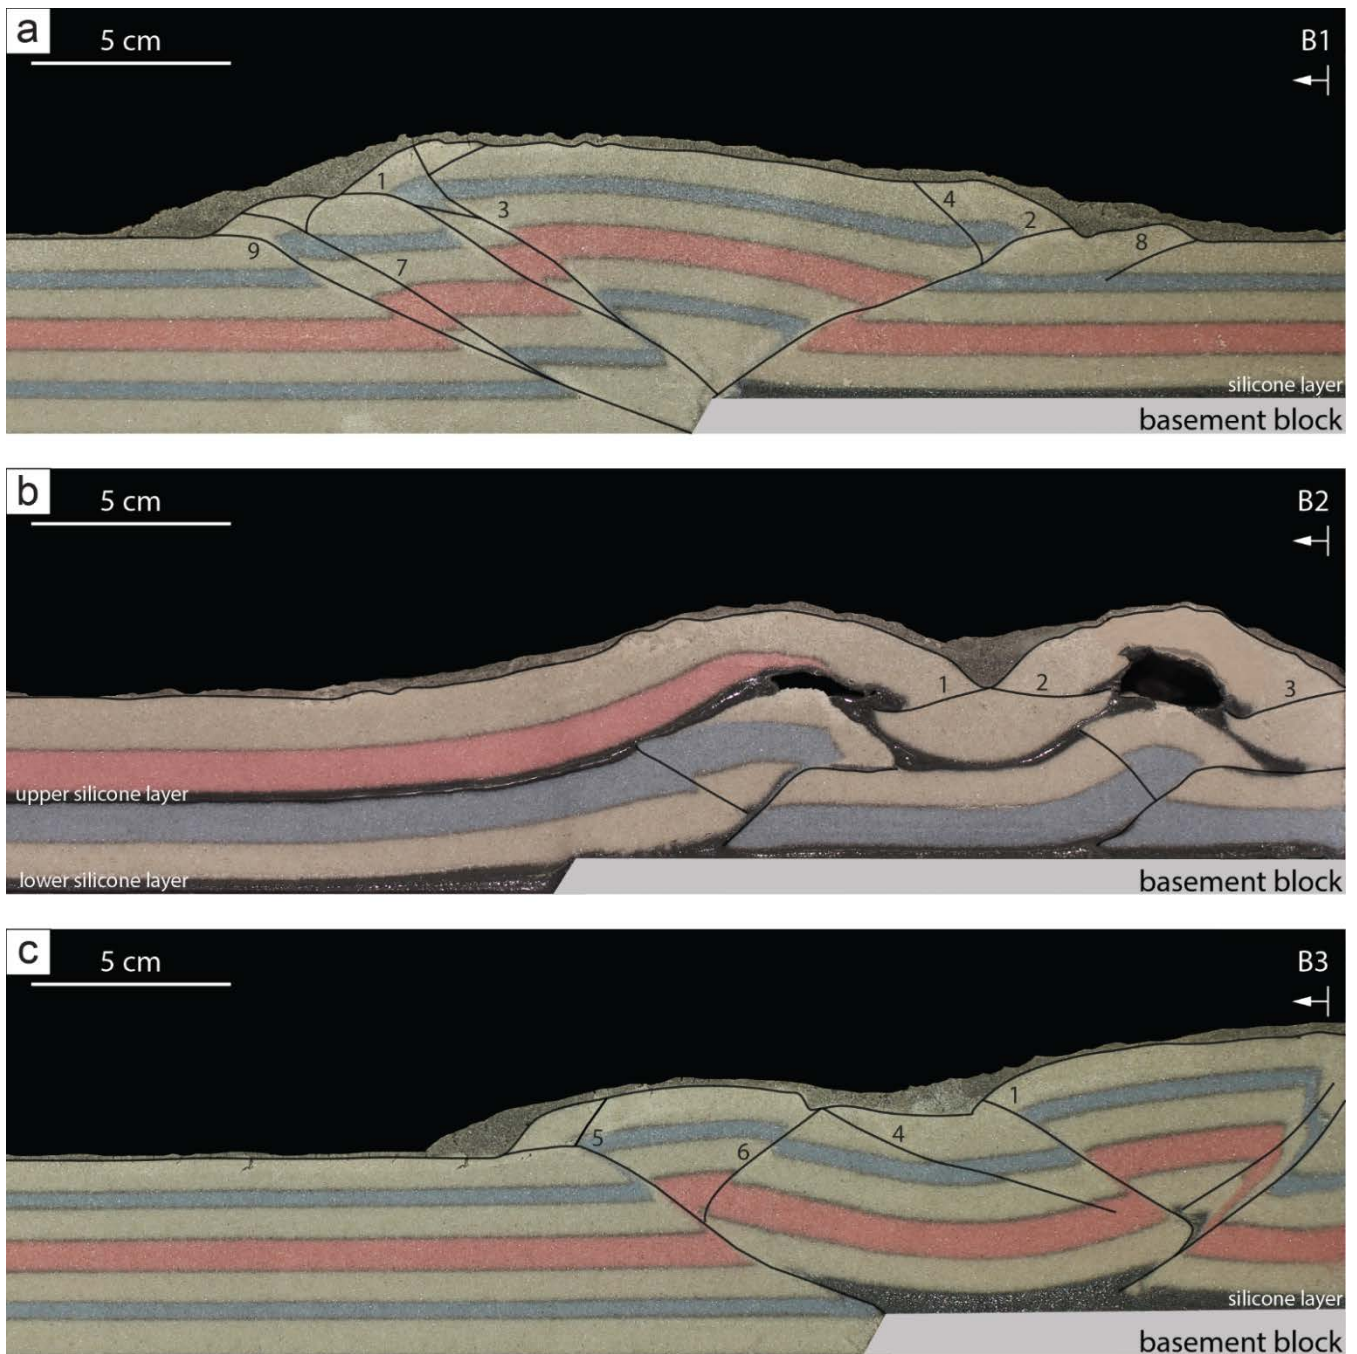 a
5 cm
B1
1
3
4
2
8
9
7
silicone layer
basement block
b
5 cm
B2
1
2
3
upper silicone layer
lower silicone layer
basement block
c
5 cm
B3
1
5
6
4
silicone layer
basement block